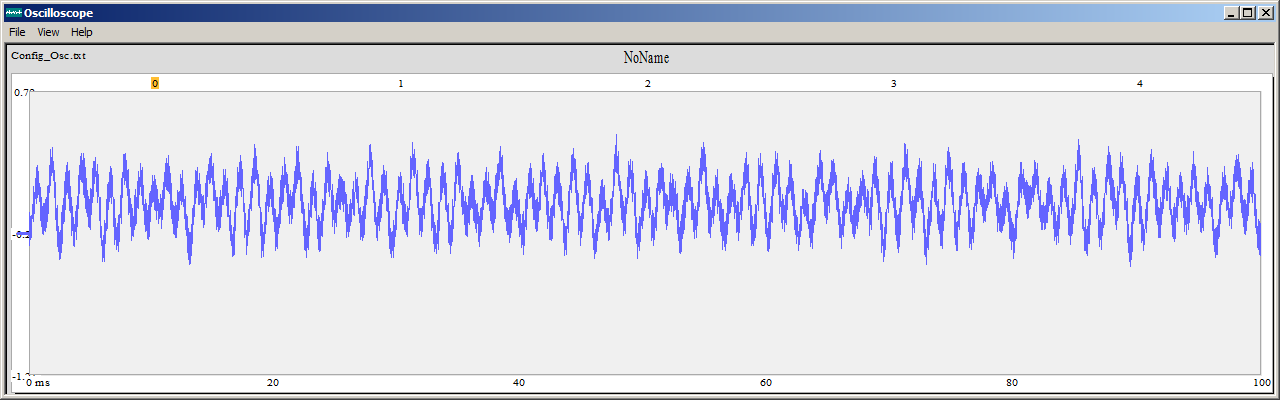 Oscilloscope
File View Help
Config_Osc.txt
NoName
0 1 2 3 4
0 ms 20 40 60 80 100